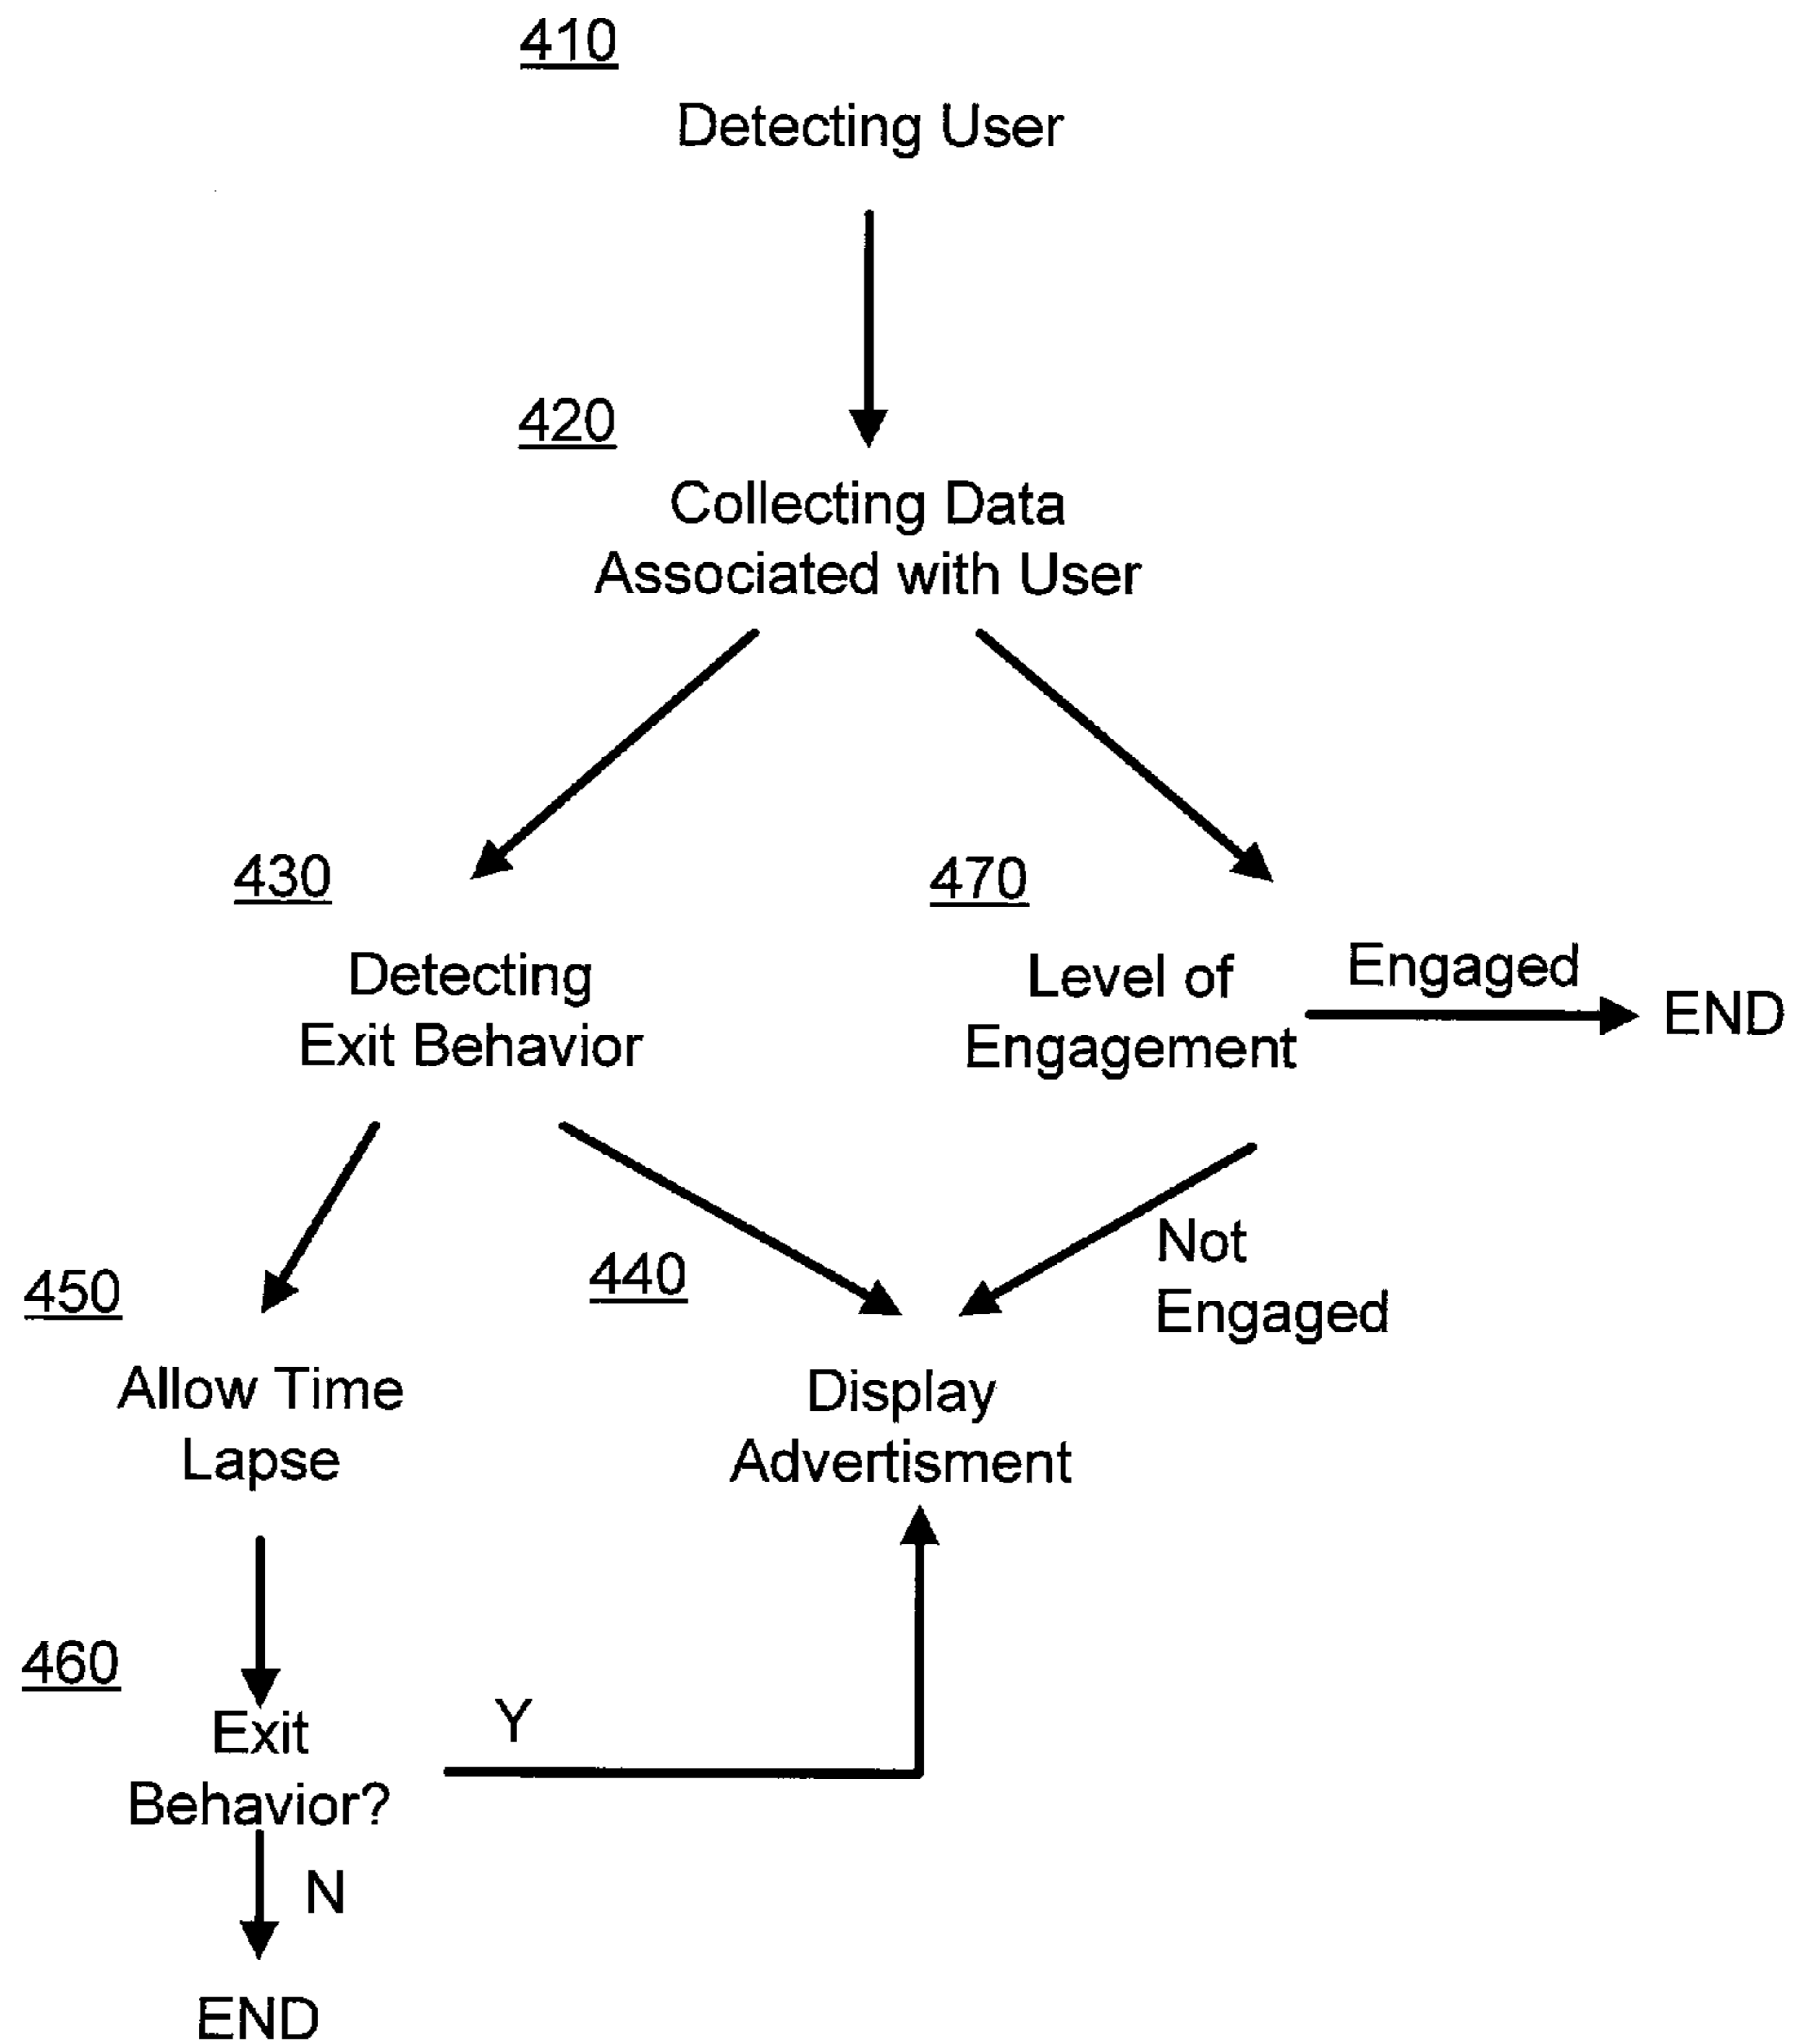 410
Detecting User
420
Collecting Data
Associated with User
430
Detecting
Exit Behavior
470
Level of
Engagement
Engaged
END
450
Allow Time
Lapse
440
Display
Advertisment
Not
Engaged
460
Exit
Behavior?
Y
N
END